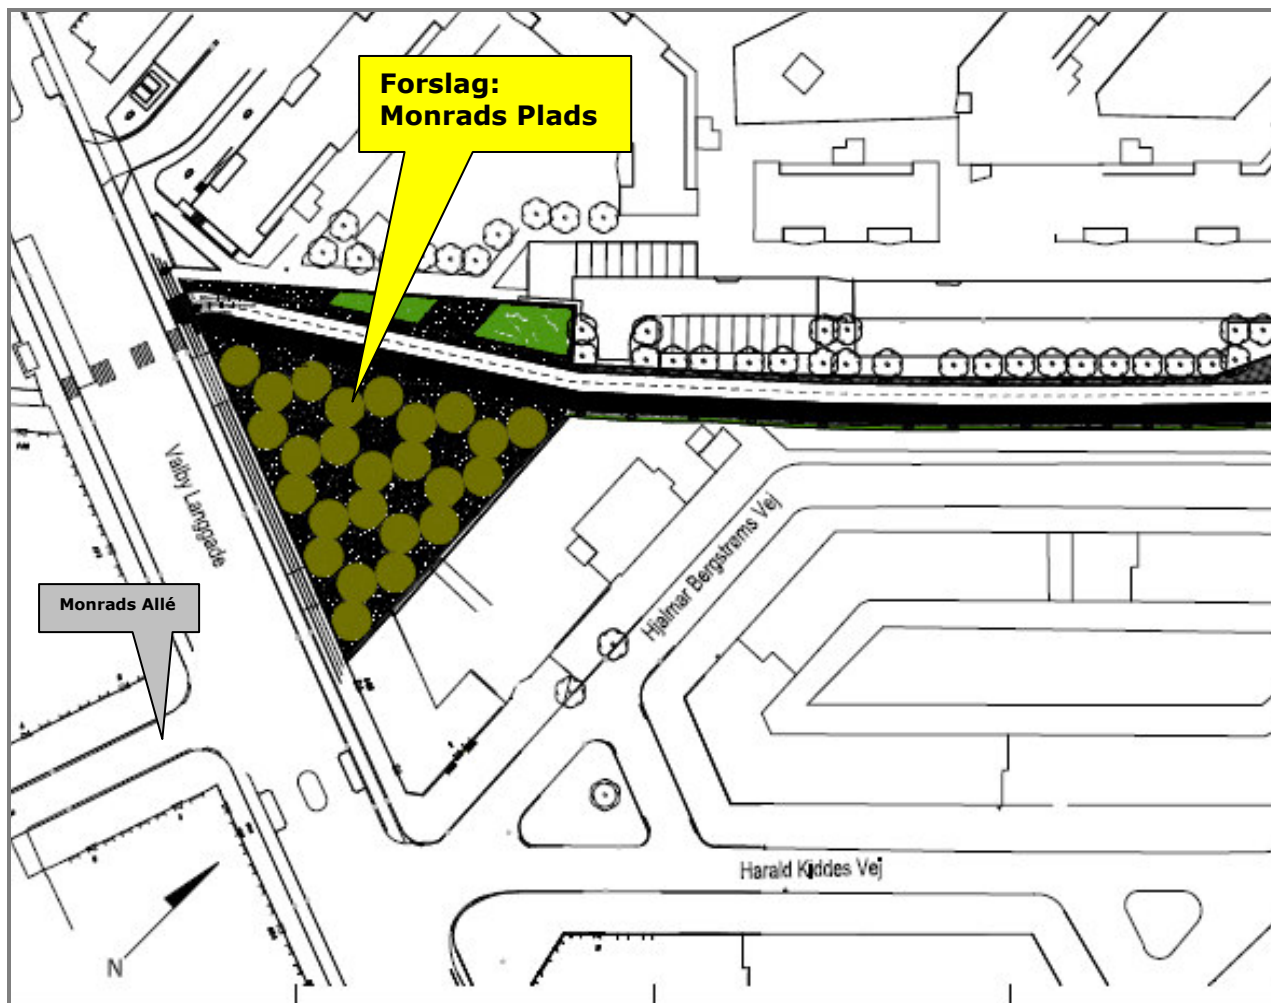 Forslag:
Monrads Plads
Valby Langgade
Monrads Allé
Hjalmar Bergstrøms Vej
Harald Kiddes Vej
N